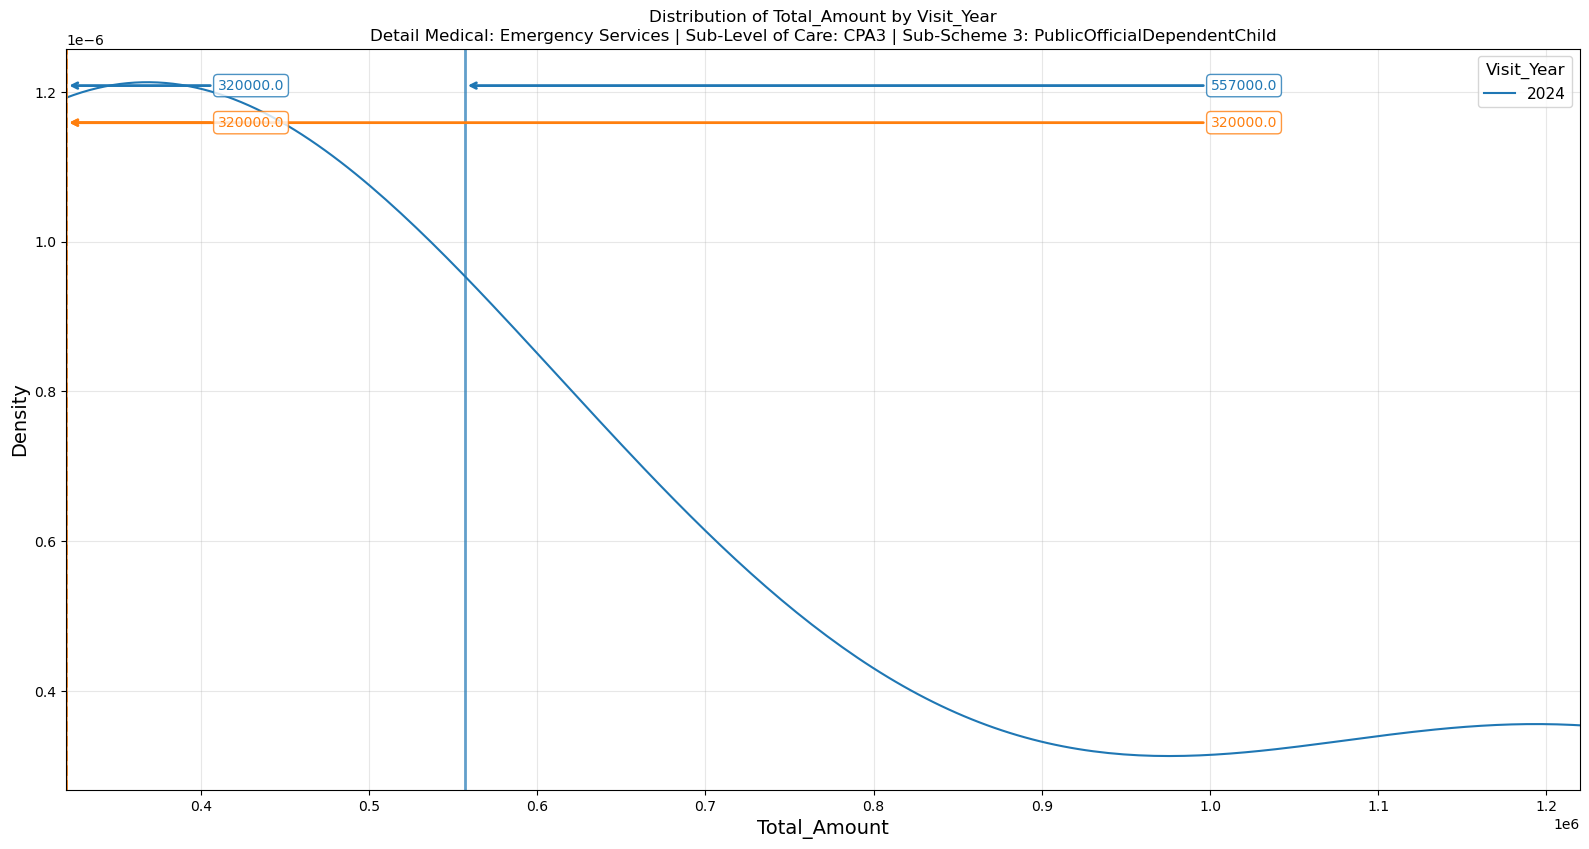 Distribution of Total_Amount by Visit_Year
Detail Medical: Emergency Services | Sub-Level of Care: CPA3 | Sub-Scheme 3: PublicOfficialDependentChild
1e−6
Visit_Year
2024
320000.0
557000.0
320000.0
320000.0
1.2
1.0
0.8
0.6
0.4
Density
0.4
0.5
0.6
0.7
0.8
0.9
1.0
1.1
1.2
1e6
Total_Amount